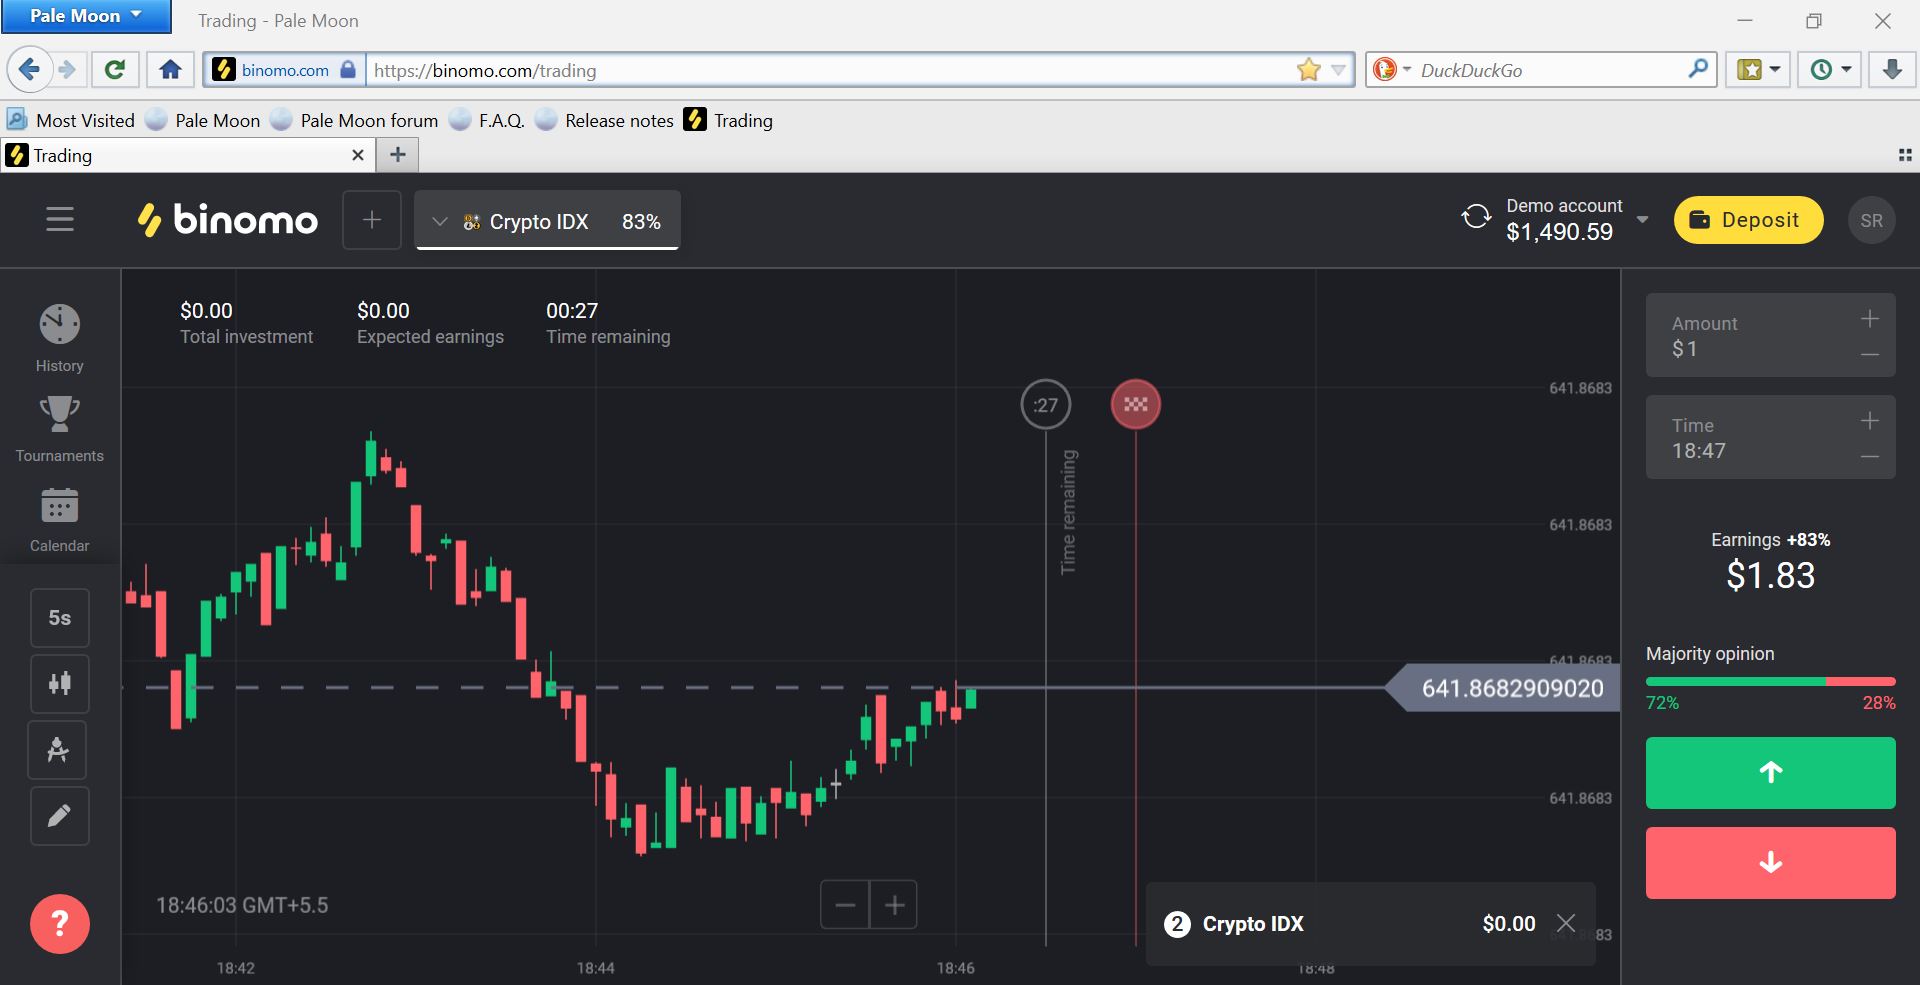 Pale Moon
Trading - Pale Moon
binomo.com
https://binomo.com/trading
DuckDuckGo
Most Visited
Pale Moon
Pale Moon forum
F.A.Q.
Release notes
Trading
Trading
binomo
Crypto IDX 83%
Demo account
$1,490.59
Deposit
SR
History
Tournaments
Calendar
5s
?
$0.00
Total investment
$0.00
Expected earnings
00:27
Time remaining
:27
Time remaining
641.8683
641.8683
641.8683
641.8682909020
641.8683
18:46:03 GMT+5.5
2 Crypto IDX $0.00
18:42
18:44
18:46
18:48
Amount
$1
Time
18:47
Earnings +83%
$1.83
Majority opinion
72%
28%